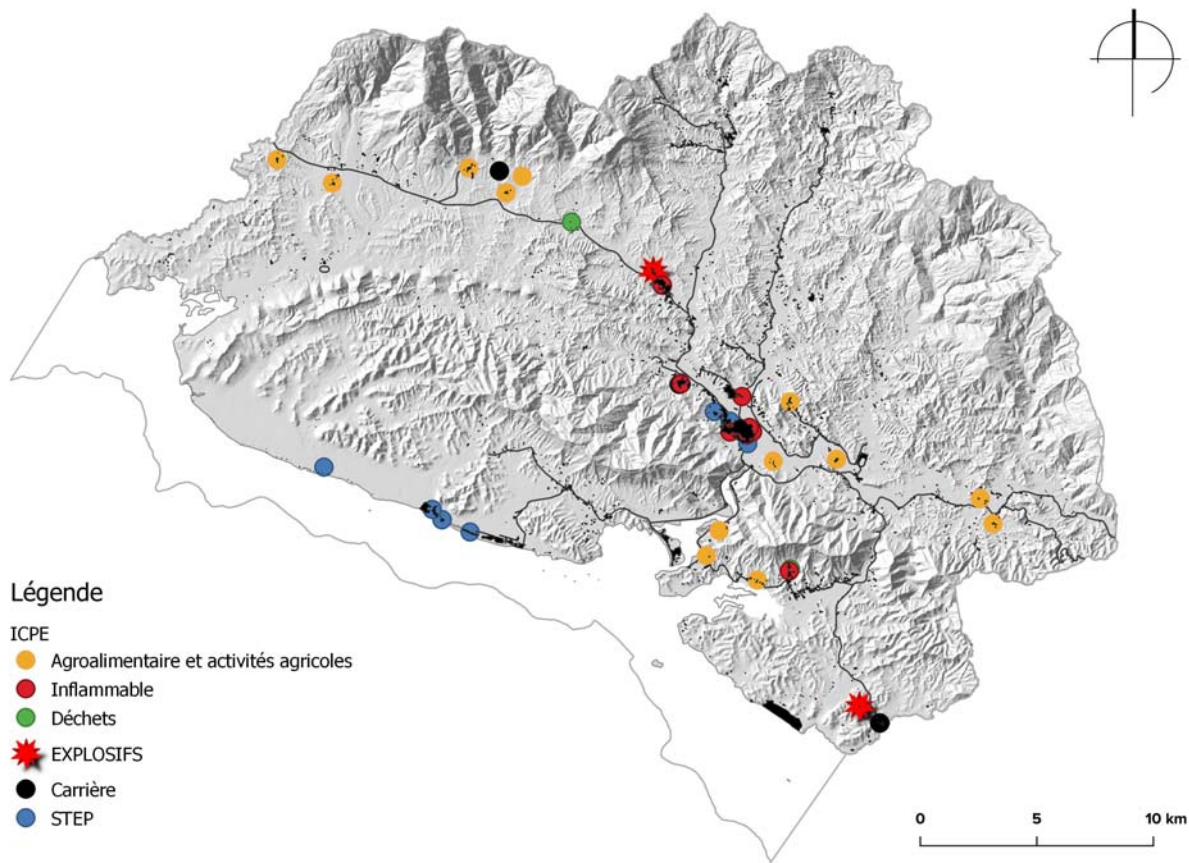 Légende
ICPE
Agroalimentaire et activités agricoles
Inflammable
Déchets
EXPLOSIFS
Carrière
STEP
0 5 10 km